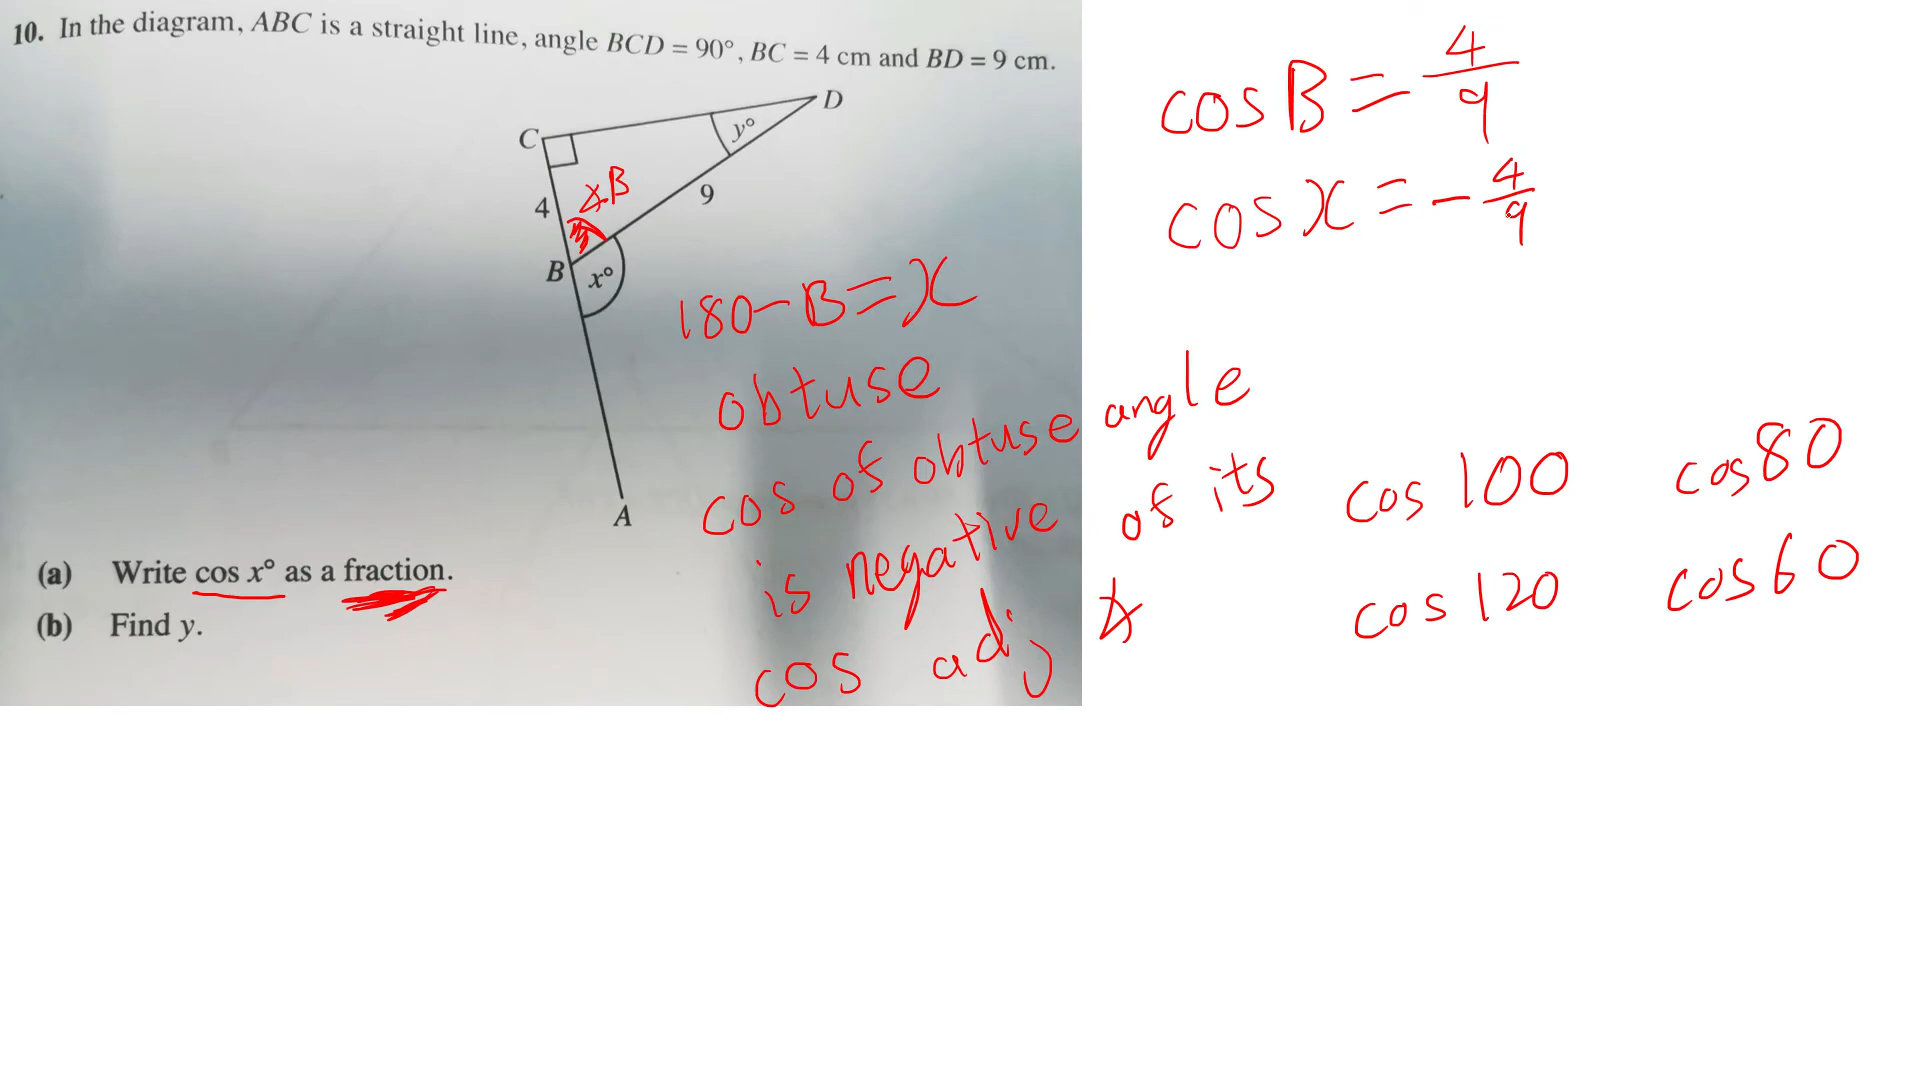 10. In the diagram, ABC is a straight line, angle BCD = 90°, BC = 4 cm and BD = 9 cm.
C
D
y°
4
∡B
9
B
x°
A
(a) Write cos x° as a fraction.
(b) Find y.
180-B=x
obtuse angle
cos of obtuse
is negative of its
cos adj ∡
cosB = 4/9
cosx = -4/9
cos 100 cos 80
cos 120 cos 60